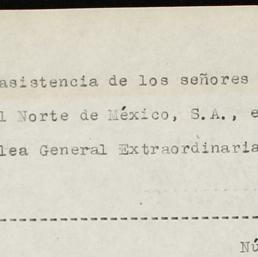 asistencia de los señores
l Norte de México, S.A., e
lea General Extraordinaria
Nú